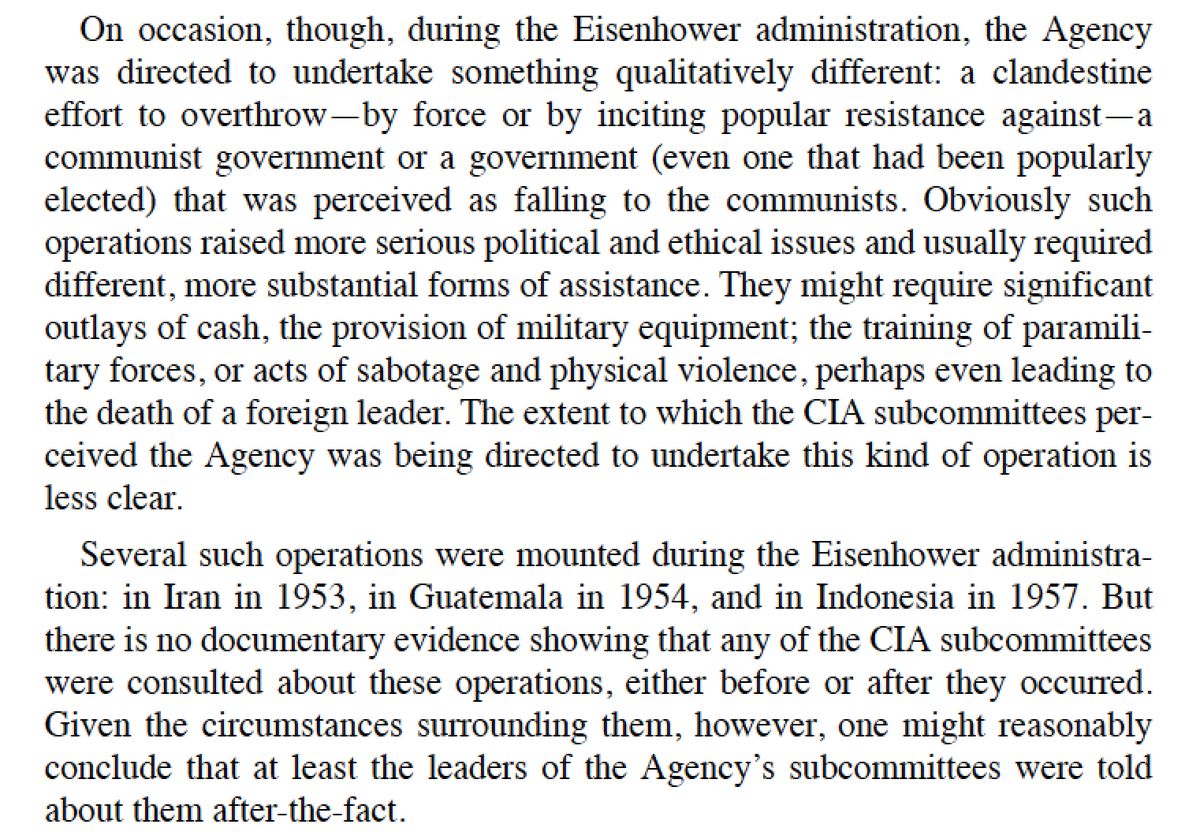 On occasion, though, during the Eisenhower administration, the Agency
was directed to undertake something qualitatively different: a clandestine
effort to overthrow—by force or by inciting popular resistance against—a
communist government or a government (even one that had been popularly
elected) that was perceived as falling to the communists. Obviously such
operations raised more serious political and ethical issues and usually required
different, more substantial forms of assistance. They might require significant
outlays of cash, the provision of military equipment; the training of paramili-
tary forces, or acts of sabotage and physical violence, perhaps even leading to
the death of a foreign leader. The extent to which the CIA subcommittees per-
ceived the Agency was being directed to undertake this kind of operation is
less clear.
Several such operations were mounted during the Eisenhower administra-
tion: in Iran in 1953, in Guatemala in 1954, and in Indonesia in 1957. But
there is no documentary evidence showing that any of the CIA subcommittees
were consulted about these operations, either before or after they occurred.
Given the circumstances surrounding them, however, one might reasonably
conclude that at least the leaders of the Agency’s subcommittees were told
about them after-the-fact.